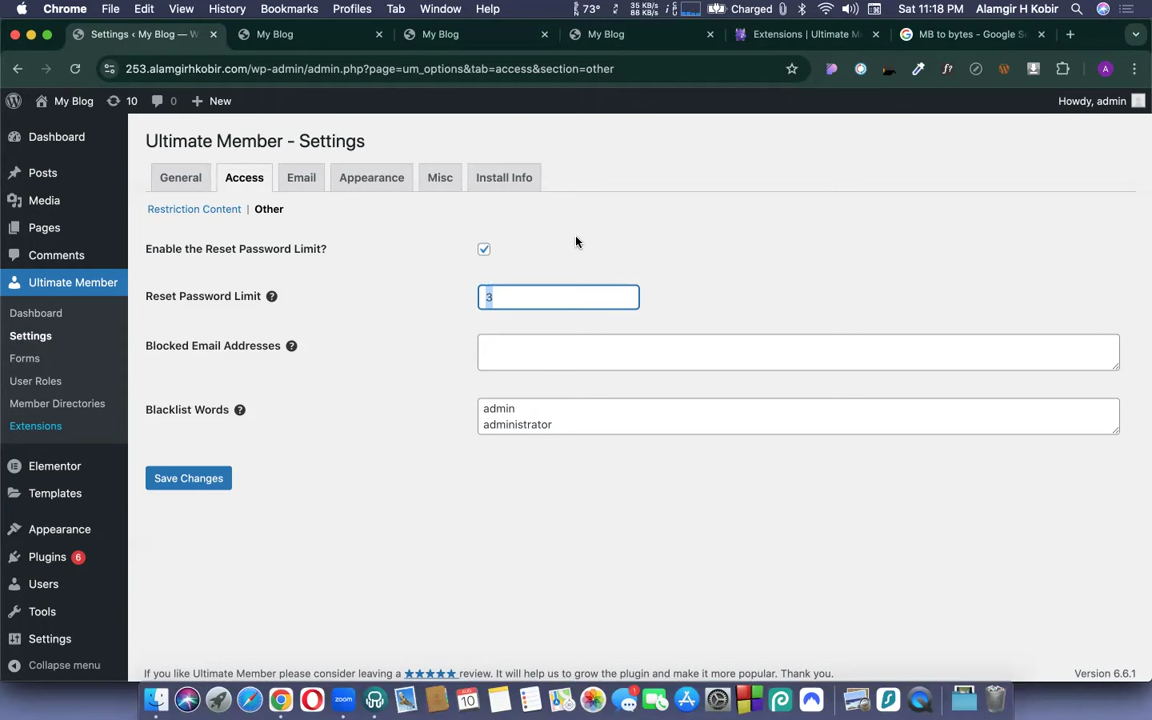 Chrome File Edit View History Bookmarks Profiles Tab Window Help 73° 35 KB/s 88 KB/s Charged Sat 11:18 PM Alamgir H Kobir
Settings ‹ My Blog — W My Blog My Blog My Blog Extensions | Ultimate M MB to bytes - Google S
253.alamgirhkobir.com/wp-admin/admin.php?page=um_options&tab=access&section=other
My Blog 10 0 New Howdy, admin
Dashboard
Posts
Media
Pages
Comments
Ultimate Member
Dashboard
Settings
Forms
User Roles
Member Directories
Extensions
Elementor
Templates
Appearance
Plugins 6
Users
Tools
Settings
Collapse menu
Ultimate Member - Settings
General Access Email Appearance Misc Install Info
Restriction Content | Other
Enable the Reset Password Limit?
Reset Password Limit ? 3
Blocked Email Addresses ?
Blacklist Words ? admin
administrator
Save Changes
If you like Ultimate Member please consider leaving a ★★★★★ review. It will help us to grow the plugin and make it more popular. Thank you. Version 6.6.1